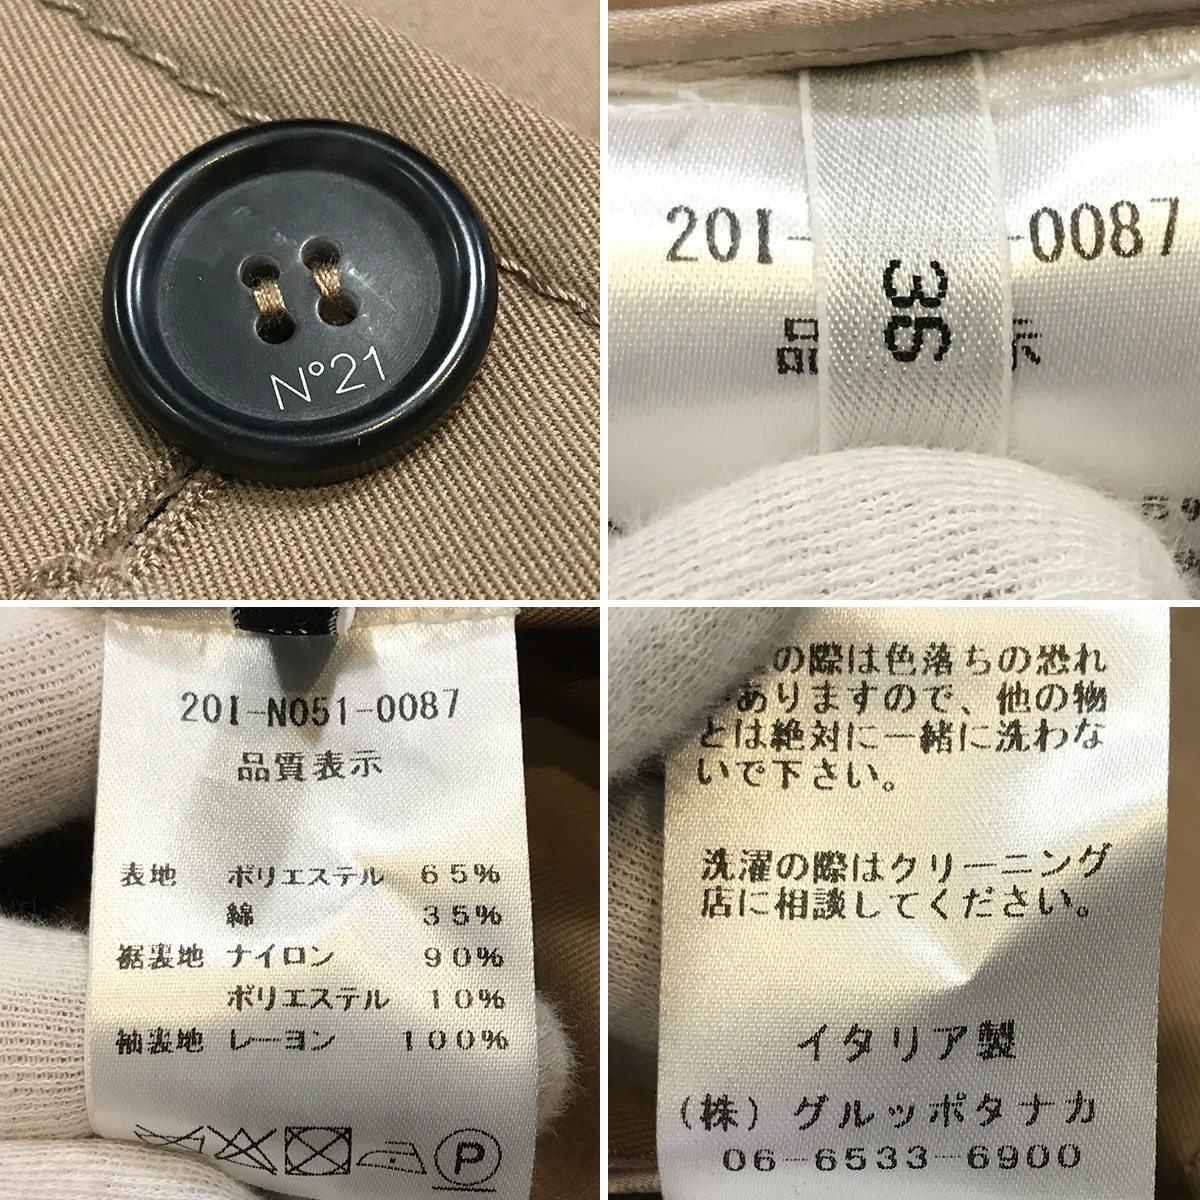 N°21
201-
-0087
36
品
示
201-N051-0087
品質表示
表地 ポリエステル 65%
綿 35%
裾裏地 ナイロン 90%
ポリエステル 10%
袖裏地 レーヨン 100%
P
の際は色落ちの恐れ
ありますので、他の物
とは絶対に一緒に洗わな
いで下さい。
洗濯の際はクリーニング
店に相談してください。
イタリア製
(株)グルッポタナカ
06-6533-6900